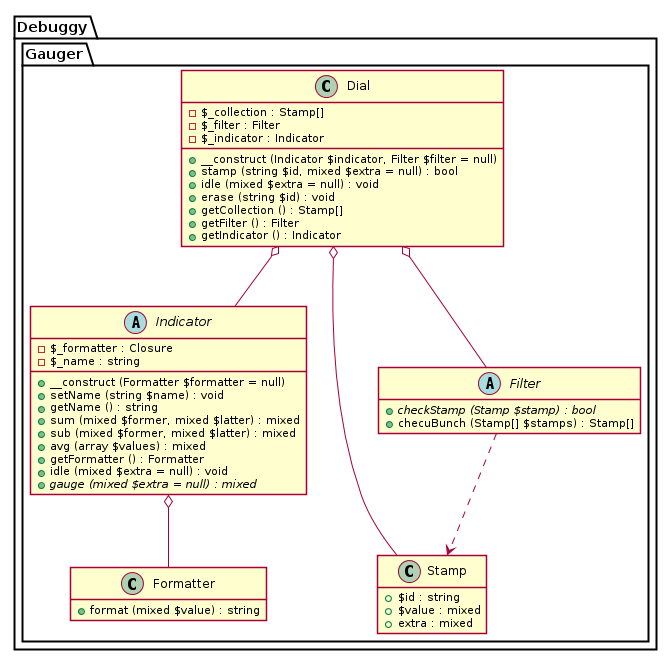 Debuggy
Gauger
C Dial
$_collection : Stamp[]
$_filter : Filter
$_indicator : Indicator
__construct (Indicator $indicator, Filter $filter = null)
stamp (string $id, mixed $extra = null) : bool
idle (mixed $extra = null) : void
erase (string $id) : void
getCollection () : Stamp[]
getFilter () : Filter
getIndicator () : Indicator
A Indicator
$_formatter : Closure
$_name : string
__construct (Formatter $formatter = null)
setName (string $name) : void
getName () : string
sum (mixed $former, mixed $latter) : mixed
sub (mixed $former, mixed $latter) : mixed
avg (array $values) : mixed
getFormatter () : Formatter
idle (mixed $extra = null) : void
gauge (mixed $extra = null) : mixed
A Filter
checkStamp (Stamp $stamp) : bool
checuBunch (Stamp[] $stamps) : Stamp[]
C Formatter
format (mixed $value) : string
C Stamp
$id : string
$value : mixed
extra : mixed